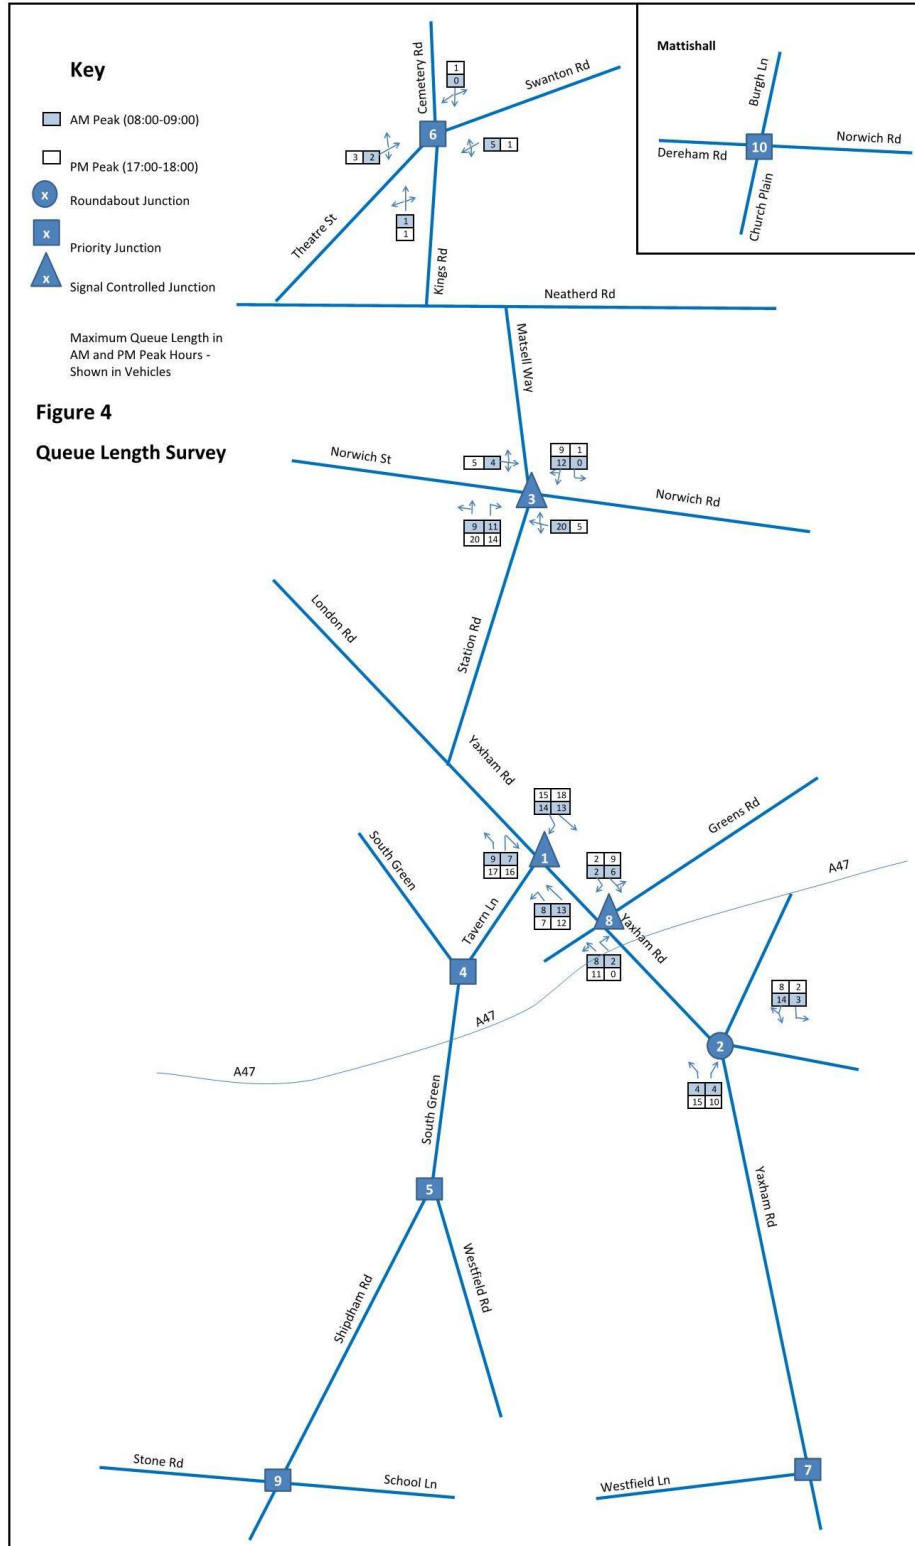 Key
AM Peak (08:00-09:00)
PM Peak (17:00-18:00)
x
Roundabout Junction
x
Priority Junction
x
Signal Controlled Junction
Maximum Queue Length in
AM and PM Peak Hours -
Shown in Vehicles
Figure 4
Queue Length Survey
Mattishall
Burgh Ln
10
Norwich Rd
Dereham Rd
Church Plain
Cemetery Rd
1
0
Swanton Rd
6
3 2
5 1
1
1
Theatre St
Kings Rd
Neatherd Rd
Matsell Way
Norwich St
5 4
9 1
12 0
3
Norwich Rd
9 11
20 14
20 5
London Rd
Station Rd
Yaxham Rd
15 18
14 13
Greens Rd
South Green
1
9 7
17 16
2 9
2 6
A47
Tavern Ln
8 13
7 12
8
Yaxham Rd
4
8 2
11 0
A47
8 2
14 3
2
A47
4 4
15 10
South Green
5
Yaxham Rd
Westfield Rd
Shipdham Rd
Stone Rd
9
School Ln
Westfield Ln
7